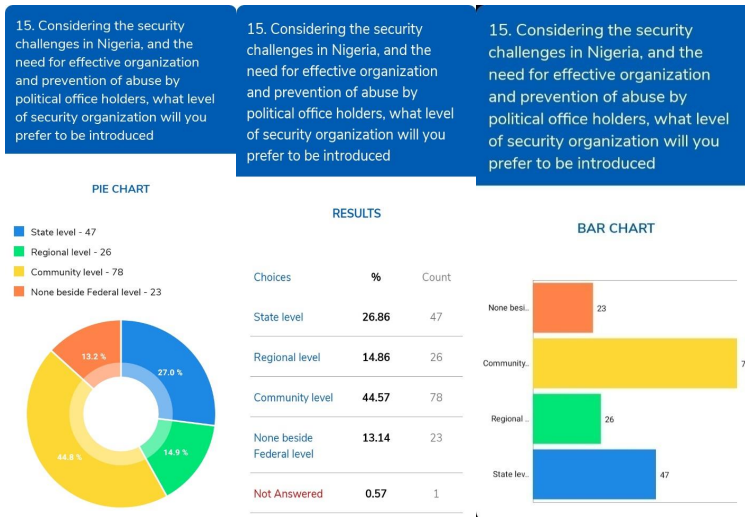 15. Considering the security
challenges in Nigeria, and the
need for effective organization
and prevention of abuse by
political office holders, what level
of security organization will you
prefer to be introduced
PIE CHART
State level - 47
Regional level - 26
Community level - 78
None beside Federal level - 23
13.2 %
27.0 %
14.9 %
44.8 %
15. Considering the security
challenges in Nigeria, and the
need for effective organization
and prevention of abuse by
political office holders, what level
of security organization will you
prefer to be introduced
RESULTS
Choices % Count
State level 26.86 47
Regional level 14.86 26
Community level 44.57 78
None beside 13.14 23
Federal level
Not Answered 0.57 1
15. Considering the security
challenges in Nigeria, and the
need for effective organization
and prevention of abuse by
political office holders, what level
of security organization will you
prefer to be introduced
BAR CHART
None besi.. 23
Community.. 7
Regional .. 26
State lev.. 47